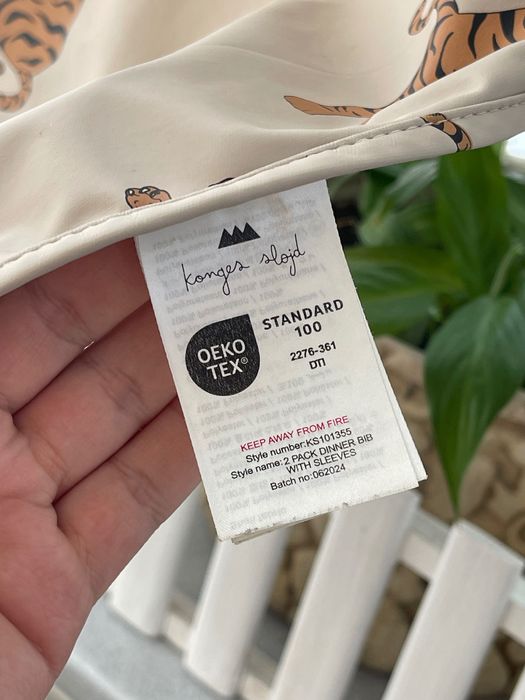 konges sløjd
OEKO
TEX®
STANDARD
100
2276-361
DTI
KEEP AWAY FROM FIRE
Style number:KS101355
Style name:2 PACK DINNER BIB
WITH SLEEVES
Batch no:062024